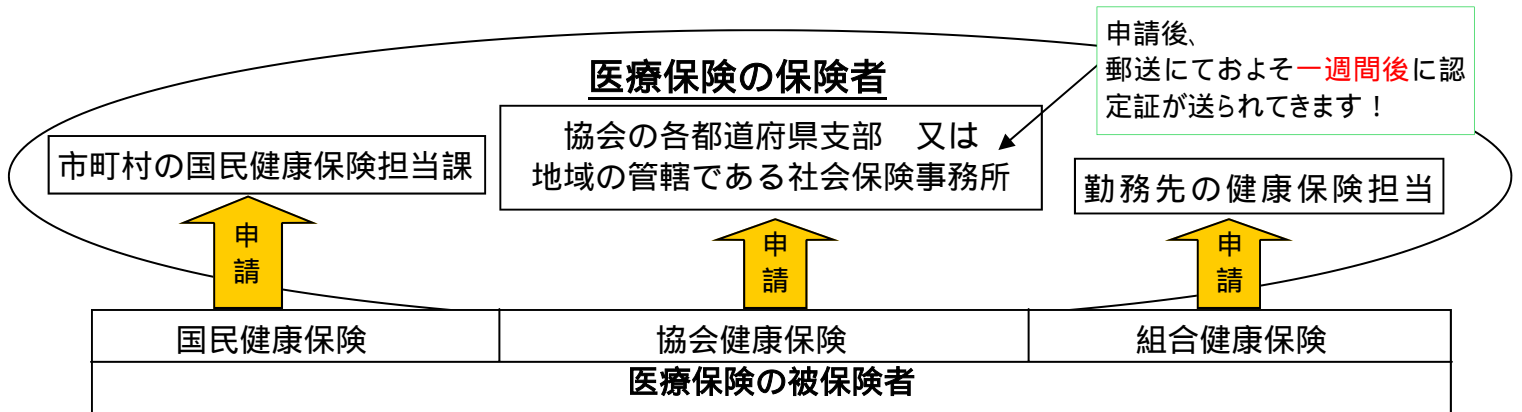 申請後、
郵送にておよそ一週間後に認
定証が送られてきます！
医療保険の保険者
協会の各都道府県支部　又は
地域の管轄である社会保険事務所
市町村の国民健康保険担当課
勤務先の健康保険担当
申請
申請
申請
国民健康保険
協会健康保険
組合健康保険
医療保険の被保険者